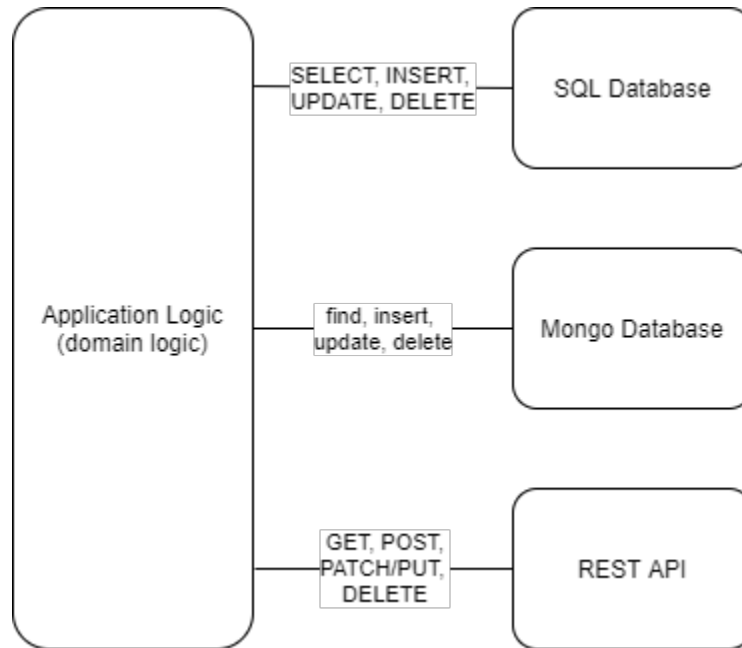 SELECT, INSERT,
UPDATE, DELETE
SQL Database
Application Logic
(domain logic)
find, insert,
update, delete
Mongo Database
GET, POST,
PATCH/PUT,
DELETE
REST API